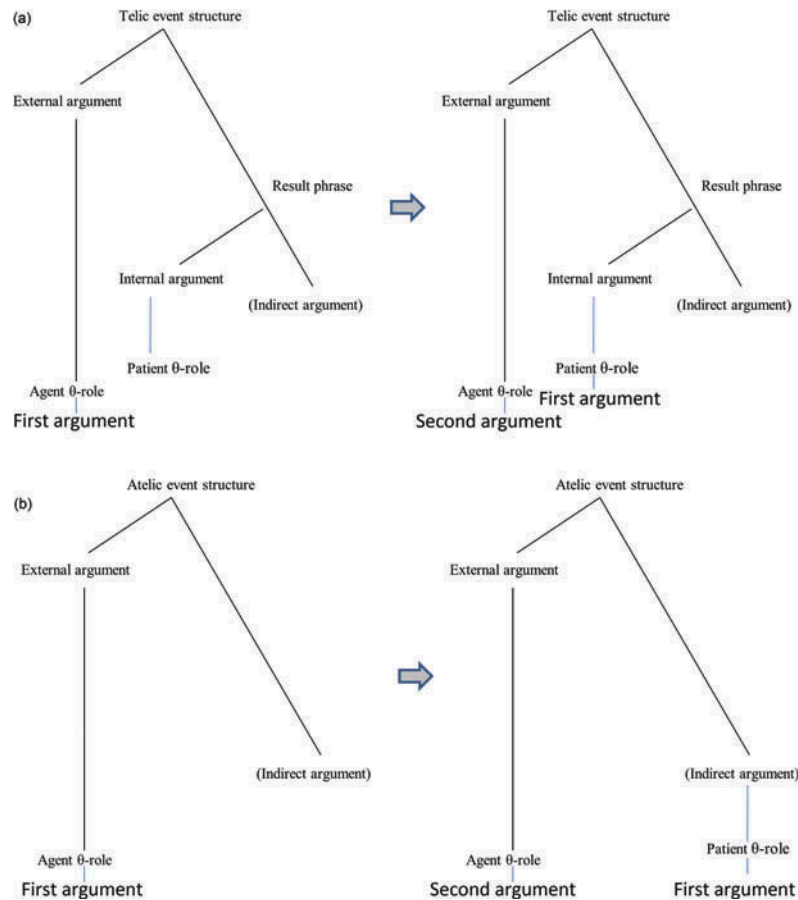 (a)
Telic event structure
Telic event structure
External argument
External argument
Result phrase
Result phrase
Internal argument
Internal argument
(Indirect argument)
(Indirect argument)
Patient θ-role
Patient θ-role
Agent θ-role
Agent θ-role
First argument
First argument
Second argument
(b)
Atelic event structure
Atelic event structure
External argument
External argument
(Indirect argument)
(Indirect argument)
Agent θ-role
Agent θ-role
Patient θ-role
First argument
Second argument
First argument